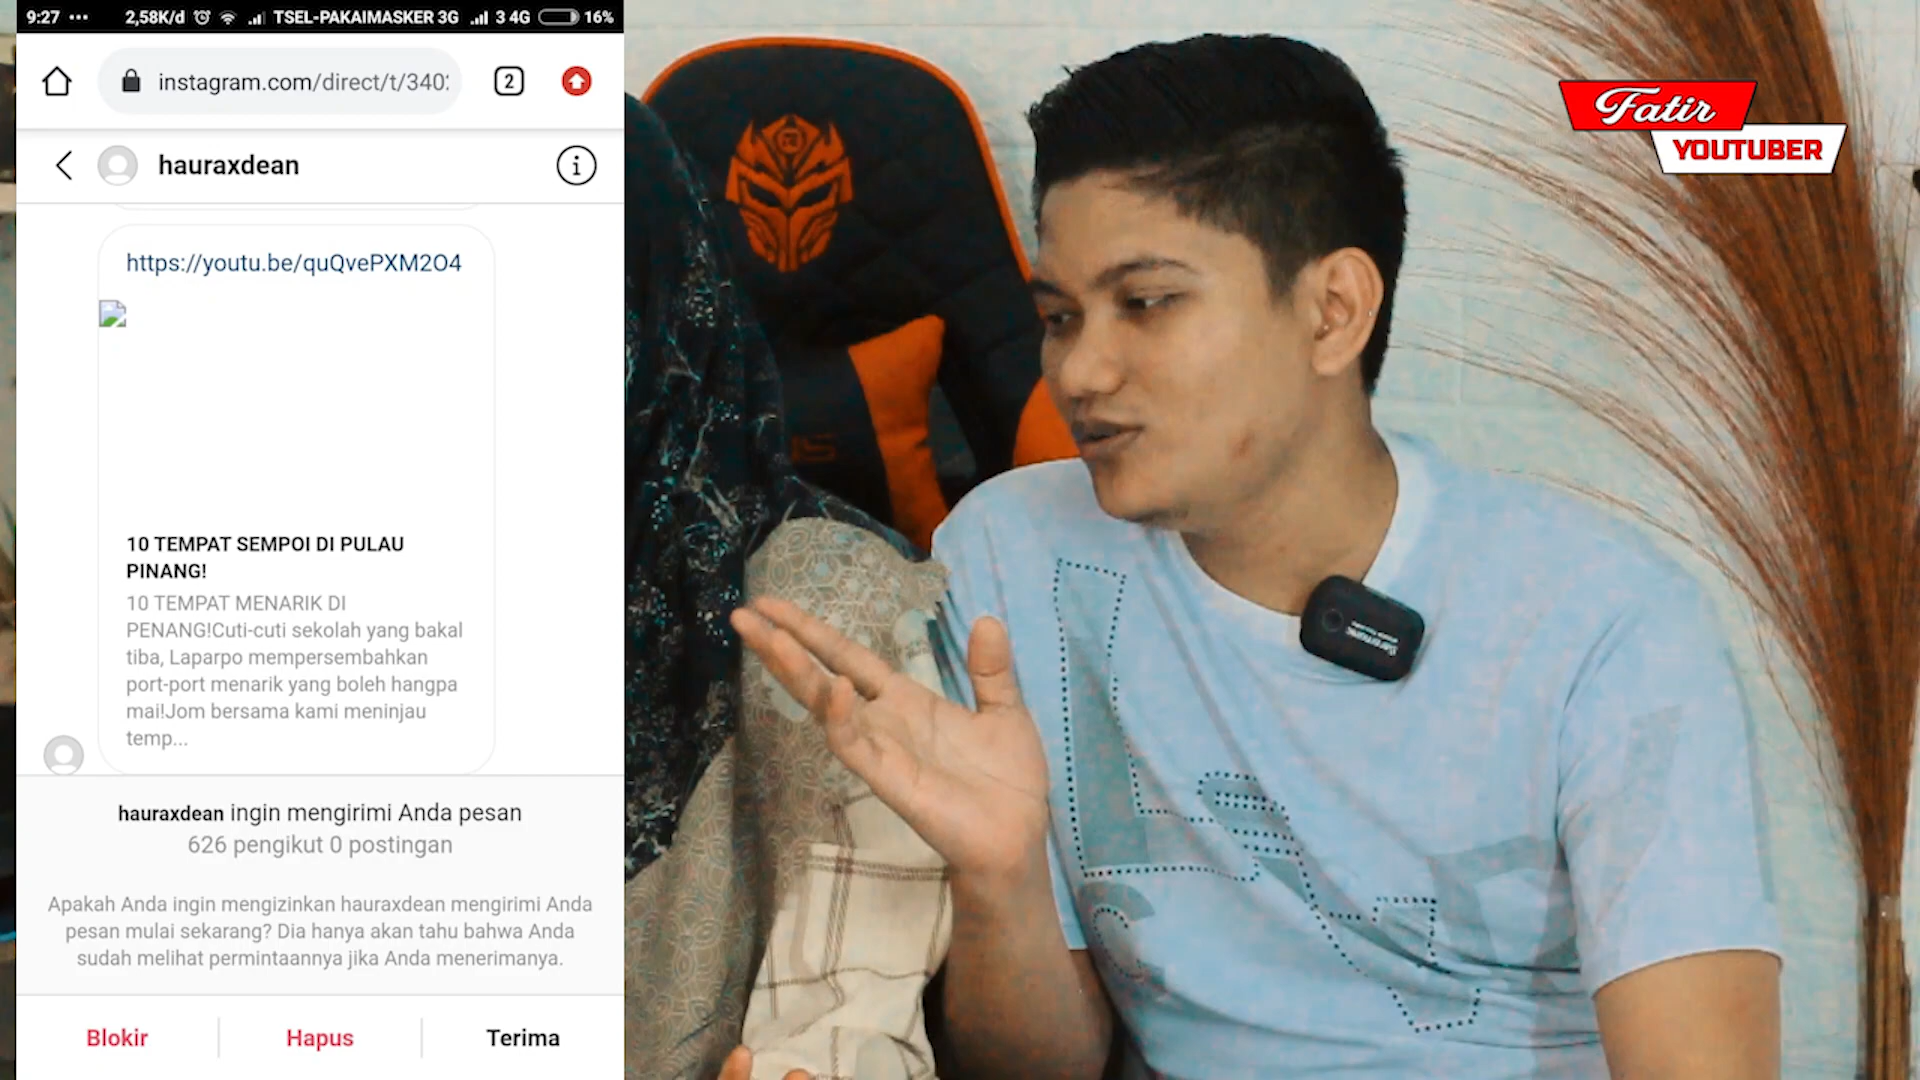 9:27 ••• 2,58K/d TSEL-PAKAIMASKER 3G 3 4G 16%
instagram.com/direct/t/340
2
hauraxdean
https://youtu.be/quQvePXM2O4
10 TEMPAT SEMPOI DI PULAU
PINANG!
10 TEMPAT MENARIK DI
PENANG!Cuti-cuti sekolah yang bakal
tiba, Laparpo mempersembahkan
port-port menarik yang boleh hangpa
mai!Jom bersama kami meninjau
temp...
hauraxdean ingin mengirimi Anda pesan
626 pengikut 0 postingan
Apakah Anda ingin mengizinkan hauraxdean mengirimi Anda
pesan mulai sekarang? Dia hanya akan tahu bahwa Anda
sudah melihat permintaannya jika Anda menerimanya.
Blokir Hapus Terima
Fatir
YOUTUBER
Saramonic